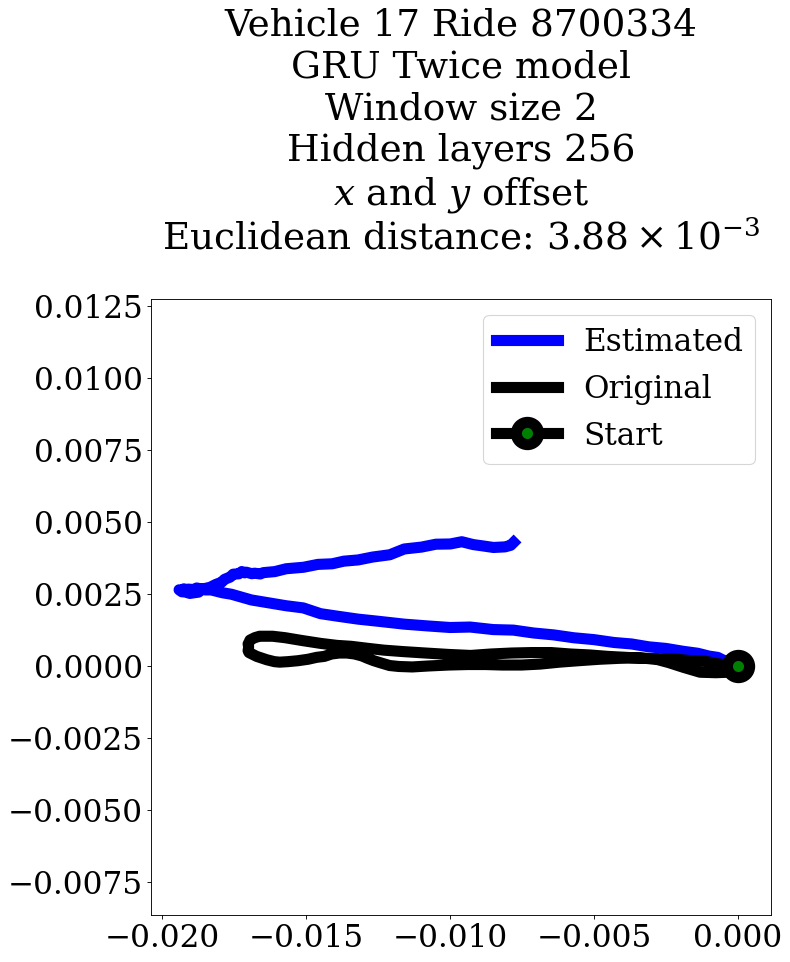 Vehicle 17 Ride 8700334
GRU Twice model
Window size 2
Hidden layers 256
x and y offset
Euclidean distance: 3.88 × 10⁻³
0.0125
0.0100
0.0075
0.0050
0.0025
0.0000
−0.0025
−0.0050
−0.0075
Estimated
Original
Start
−0.020 −0.015 −0.010 −0.005 0.000